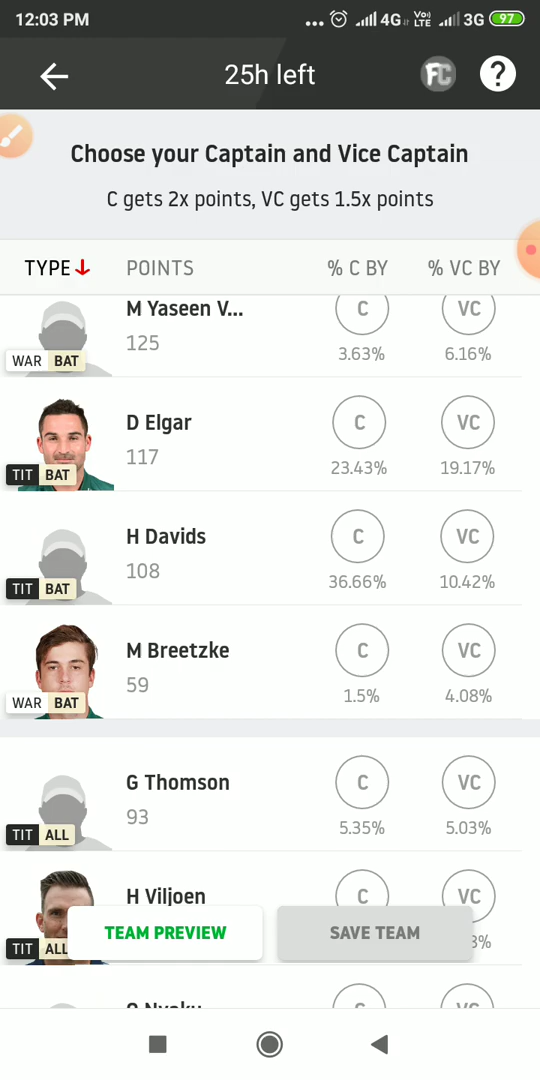 12:03 PM
4G Vo)) LTE 3G 97
25h left
FC ?
Choose your Captain and Vice Captain
C gets 2x points, VC gets 1.5x points
TYPE POINTS % C BY % VC BY
M Yaseen V... C VC
125 3.63% 6.16%
WAR BAT
D Elgar C VC
117 23.43% 19.17%
TIT BAT
H Davids C VC
108 36.66% 10.42%
TIT BAT
M Breetzke C VC
59 1.5% 4.08%
WAR BAT
G Thomson C VC
93 5.35% 5.03%
TIT ALL
H Viljoen C VC
TEAM PREVIEW SAVE TEAM
TIT ALL